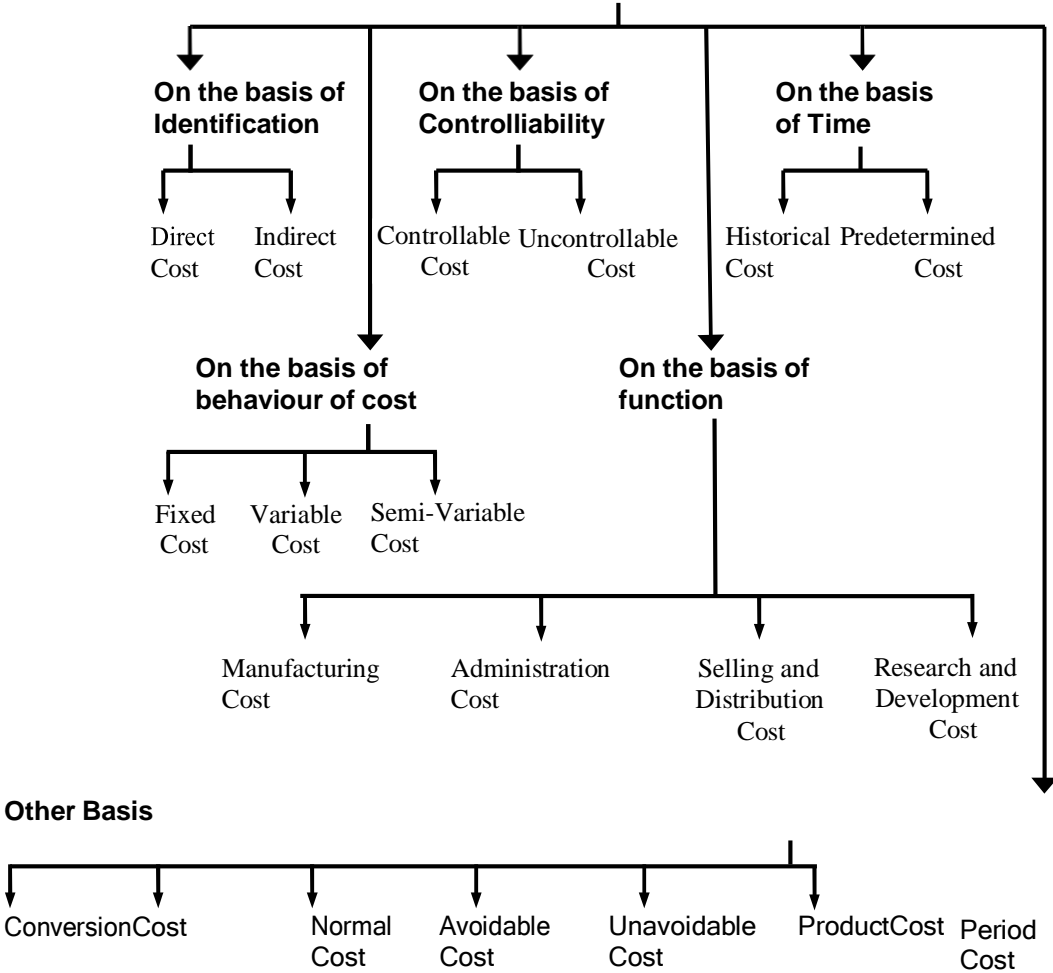 On the basis of
Identification
On the basis of
Controlliability
On the basis
of Time
Direct
Cost
Indirect
Cost
Controllable
Cost
Uncontrollable
Cost
Historical
Cost
Predetermined
Cost
On the basis of
behaviour of cost
On the basis of
function
Fixed
Cost
Variable
Cost
Semi-Variable
Cost
Manufacturing
Cost
Administration
Cost
Selling and
Distribution
Cost
Research and
Development
Cost
Other Basis
ConversionCost
Normal
Cost
Avoidable
Cost
Unavoidable
Cost
ProductCost
Period
Cost